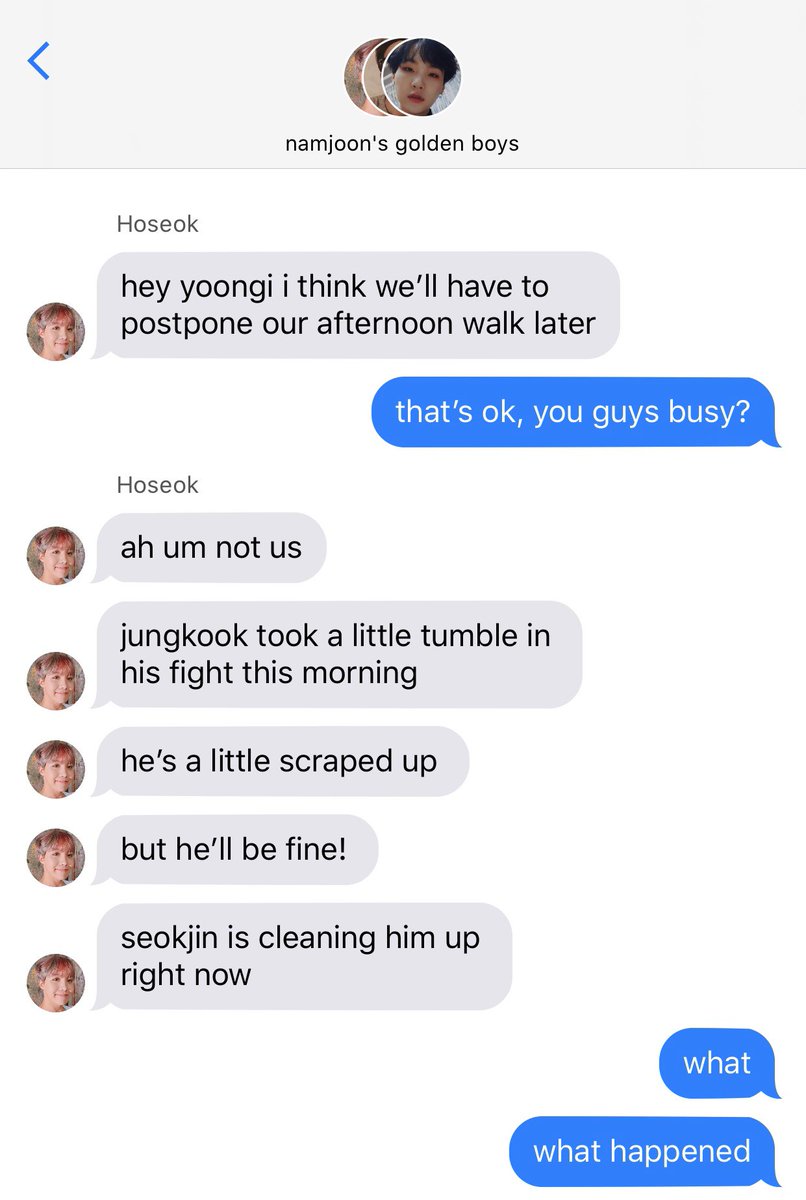 namjoon's golden boys
Hoseok
hey yoongi i think we’ll have to
postpone our afternoon walk later
that’s ok, you guys busy?
Hoseok
ah um not us
jungkook took a little tumble in
his fight this morning
he’s a little scraped up
but he’ll be fine!
seokjin is cleaning him up
right now
what
what happened